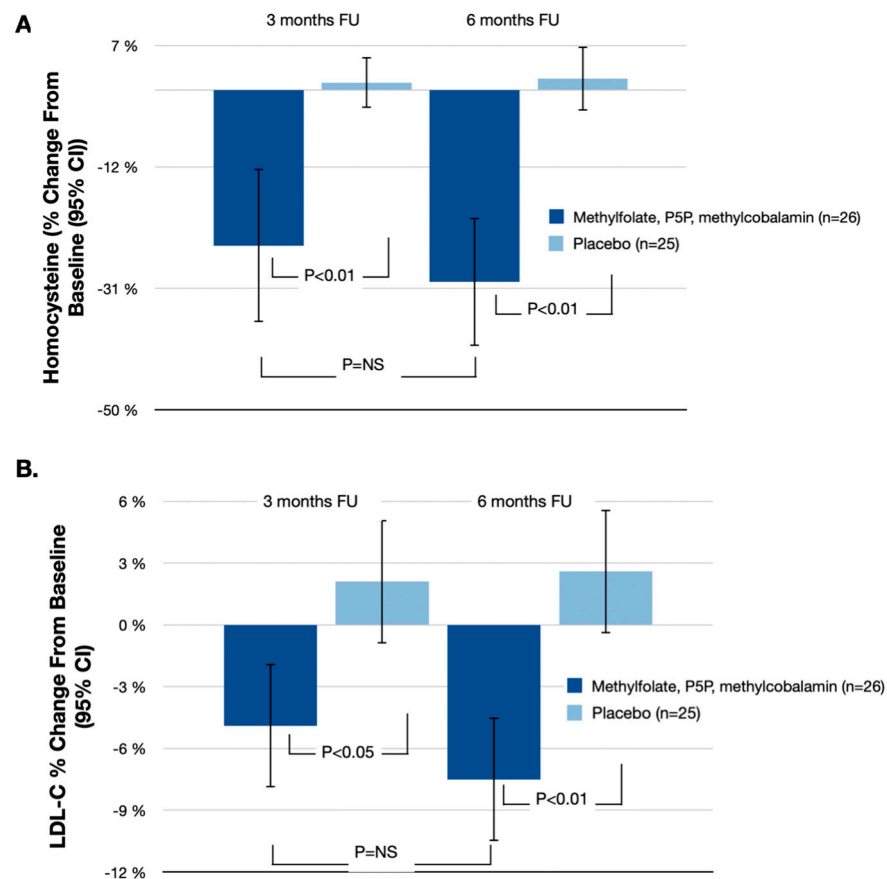 A
3 months FU
6 months FU
7 %
-12 %
-31 %
-50 %
Homocysteine (% Change From
Baseline (95% CI))
Methylfolate, P5P, methylcobalamin (n=26)
Placebo (n=25)
P<0.01
P<0.01
P=NS
B.
3 months FU
6 months FU
6 %
3 %
0 %
-3 %
-6 %
-9 %
-12 %
LDL-C % Change From Baseline
(95% CI)
Methylfolate, P5P, methylcobalamin (n=26)
Placebo (n=25)
P<0.05
P<0.01
P=NS